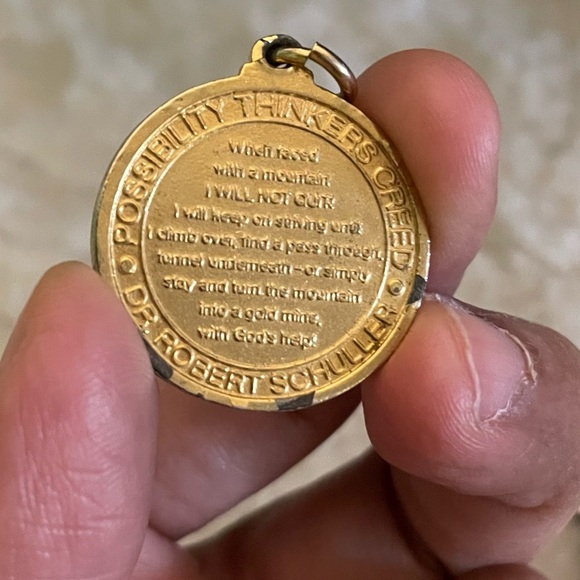 POSSIBILITY THINKERS CREED
When faced
with a mountain
I WILL NOT QUIT
I will keep on striving until
I climb over, find a pass through,
tunnel underneath-or simply
stay and turn the mountain
into a gold mine,
with God's help!
DR. ROBERT SCHULLER